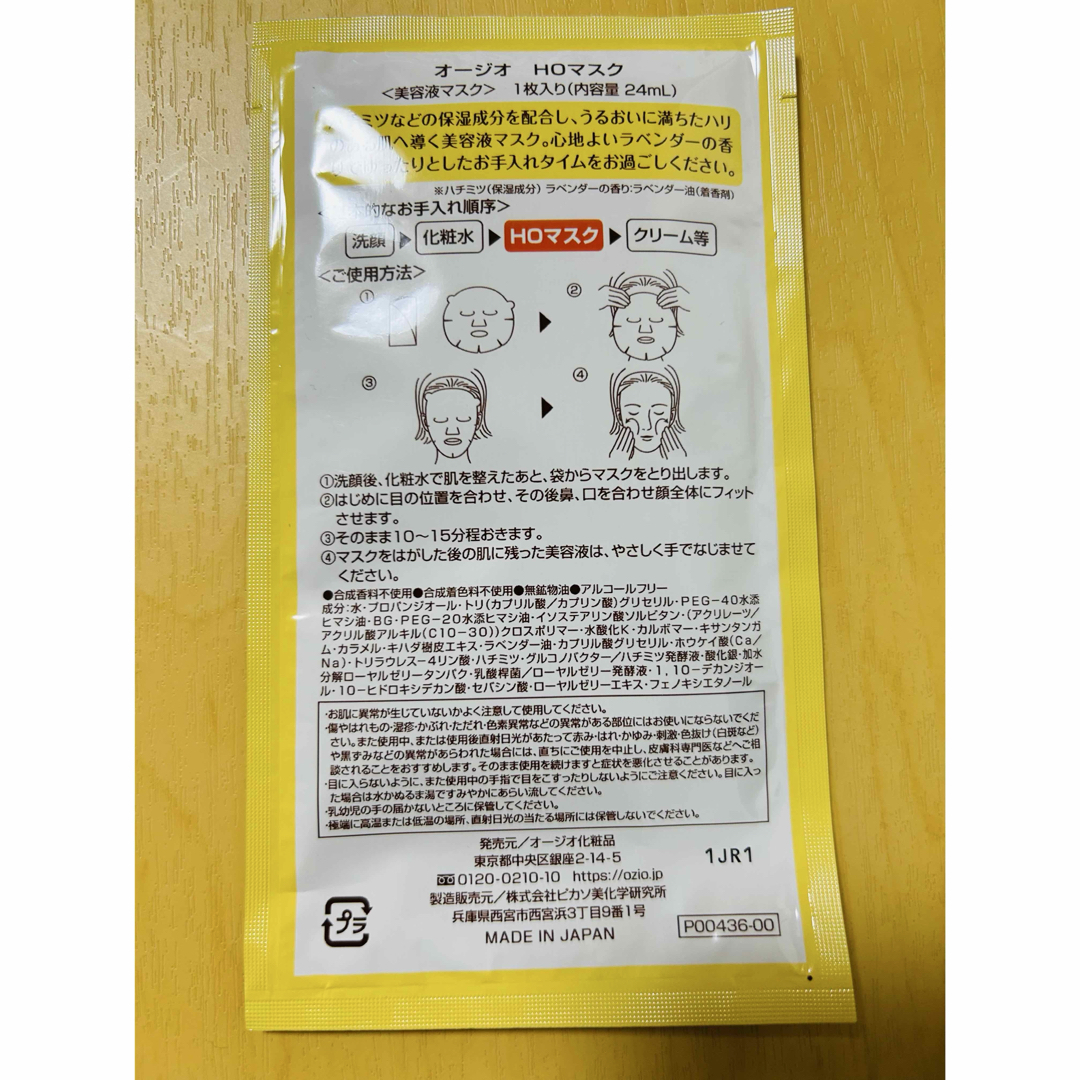 オージオ HOマスク
＜美容液マスク＞ 1枚入り（内容量 24mL）
ミツなどの保湿成分を配合し、うるおいに満ちたハリ
肌へ導く美容液マスク。心地よいラベンダーの香
たりとしたお手入れタイムをお過ごしください。
※ハチミツ（保湿成分） ラベンダーの香り：ラベンダー油（着香剤）
的なお手入れ順序＞
洗顔 ▶ 化粧水 ▶ HOマスク ▶ クリーム等
＜ご使用方法＞
① ②
③ ④
①洗顔後、化粧水で肌を整えたあと、袋からマスクをとり出します。
②はじめに目の位置を合わせ、その後鼻、口を合わせ顔全体にフィット
させます。
③そのまま10〜15分程おきます。
④マスクをはがした後の肌に残った美容液は、やさしく手でなじませて
ください。
●合成香料不使用●合成着色料不使用●無鉱物油●アルコールフリー
成分：水・プロパンジオール・トリ（カプリル酸／カプリン酸）グリセリル・PEG-40水添
ヒマシ油・BG・PEG-20水添ヒマシ油・イソステアリン酸ソルビタン・（アクリレーツ／
アクリル酸アルキル（C10-30））クロスポリマー・水酸化K・カルボマー・キサンタンガ
ム・カラメル・キハダ樹皮エキス・ラベンダー油・カプリル酸グリセリル・ホウケイ酸（Ca／
Na）・トリラウレス-4リン酸・ハチミツ・グルコノバクター／ハチミツ発酵液・酸化銀・加水
分解ローヤルゼリータンパク・乳酸桿菌／ローヤルゼリー発酵液・1，10-デカンジオー
ル・10-ヒドロキシデカン酸・セバシン酸・ローヤルゼリーエキス・フェノキシエタノール
・お肌に異常が生じていないかよく注意して使用してください。
・傷やはれもの・湿疹・かぶれ・ただれ・色素異常などの異常がある部位にはお使いにならないでくだ
さい。また使用中、または使用後直射日光があたって赤み・はれ・かゆみ・刺激・色抜け（白斑など）
や黒ずみなどの異常があらわれた場合には、直ちにご使用を中止し、皮膚科専門医などへご相
談されることをおすすめします。そのまま使用を続けますと症状を悪化させることがあります。
・目に入らないように、また使用中の手指で目をこすったりしないようにご注意ください。目に入っ
た場合は水かぬるま湯ですみやかにあらい流してください。
・乳幼児の手の届かないところに保管してください。
・極端に高温または低温の場所、直射日光の当たる場所には保管しないでください。
発売元／オージオ化粧品
東京都中央区銀座2-14-5
0120-0210-10 https://ozio.jp
製造販売元／株式会社ピカソ美化学研究所
兵庫県西宮市西宮浜3丁目9番1号
MADE IN JAPAN
1JR1
P00436-00
プラ